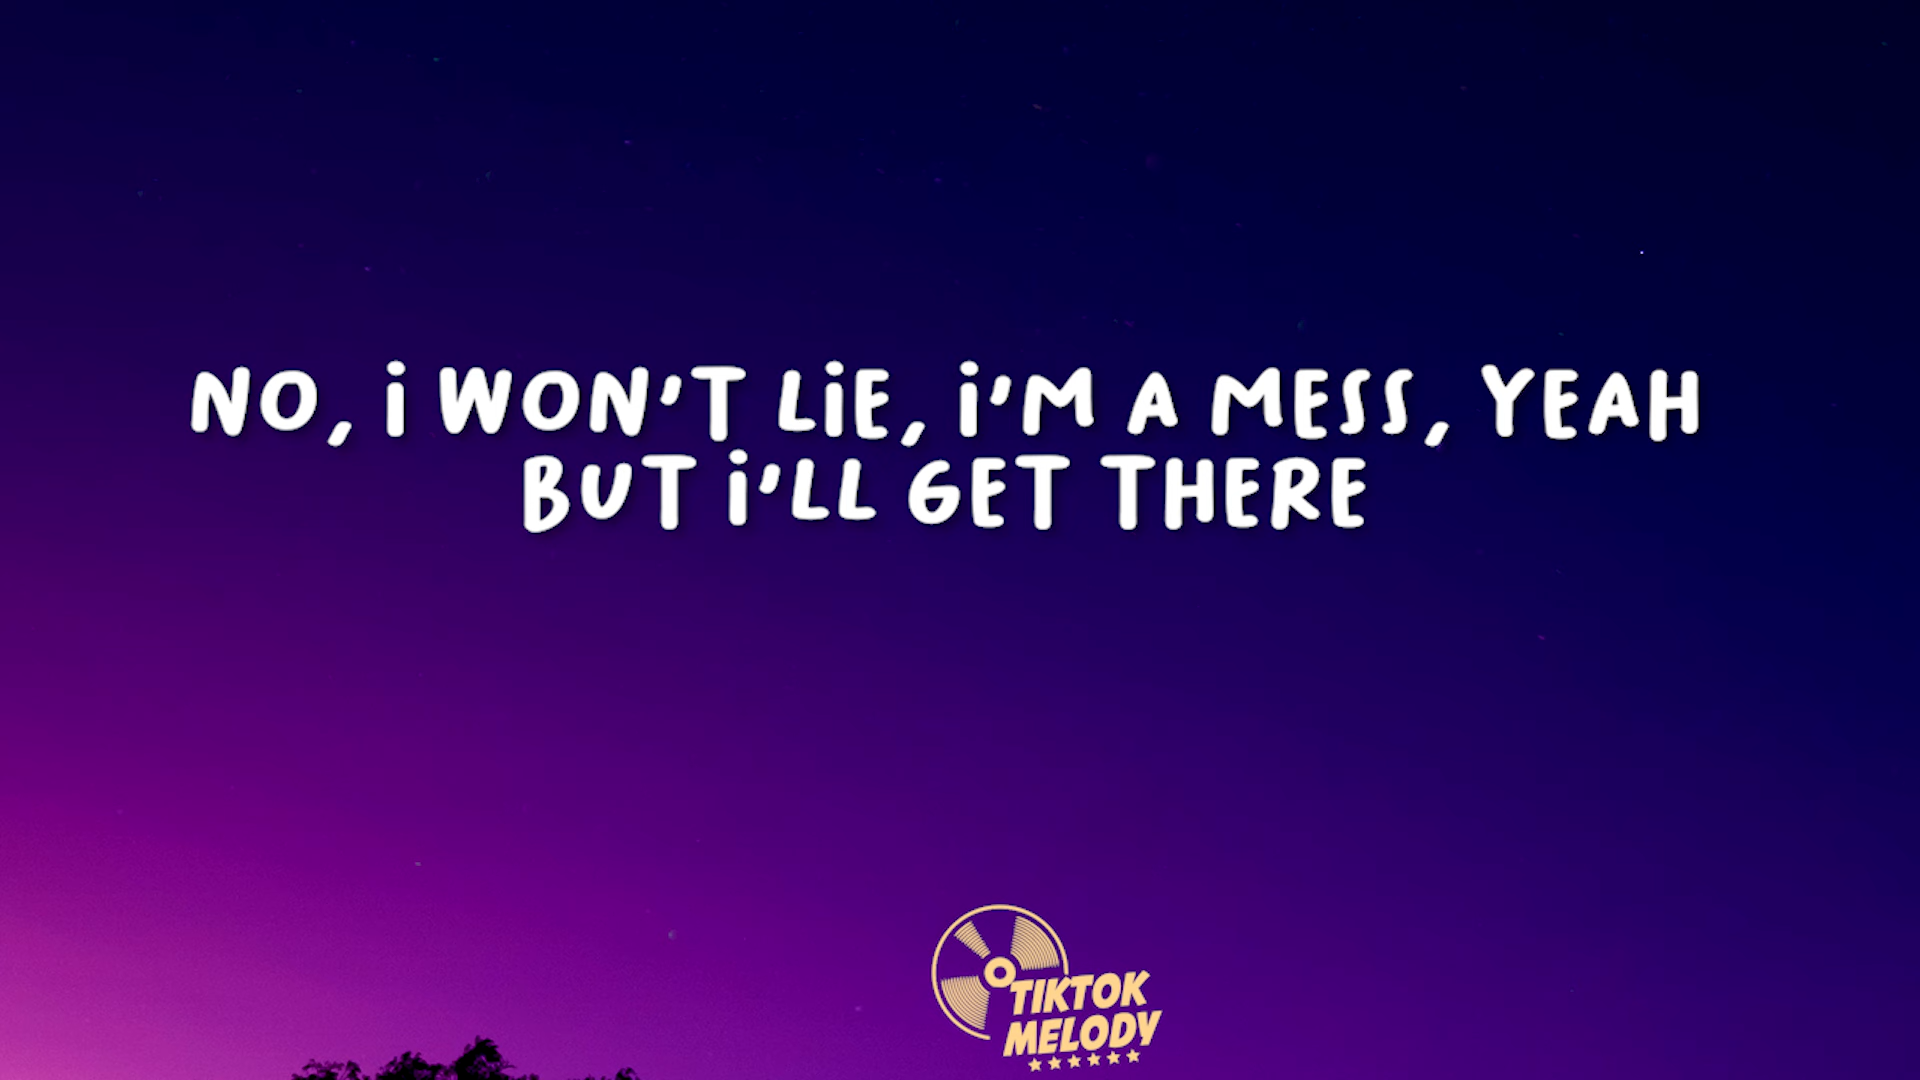 NO, i WON'T LiE, i'M A MESS, YEAH
BUT i'LL GET THERE
TIKTOK
MELODY